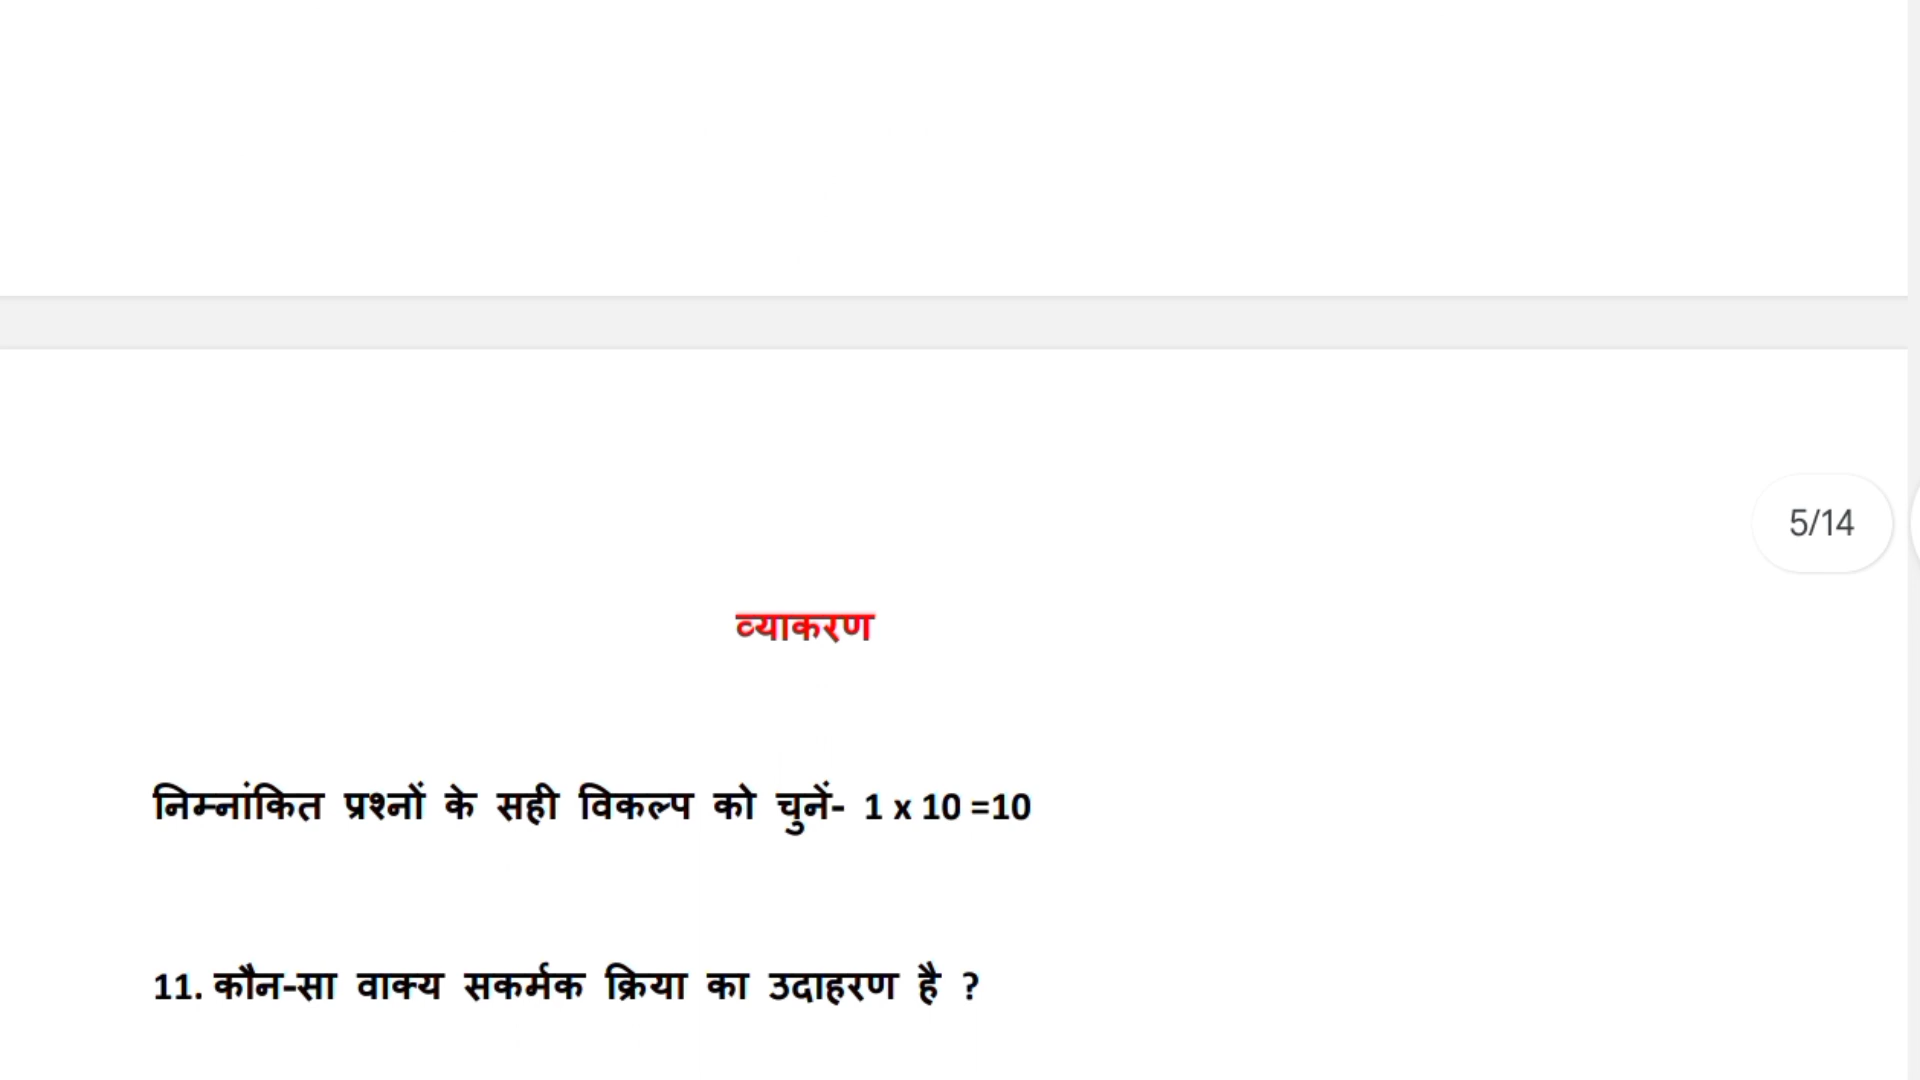 5/14
व्याकरण
निम्नांकित प्रश्नों के सही विकल्प को चुनें- 1 x 10 =10
11. कौन-सा वाक्य सकर्मक क्रिया का उदाहरण है ?